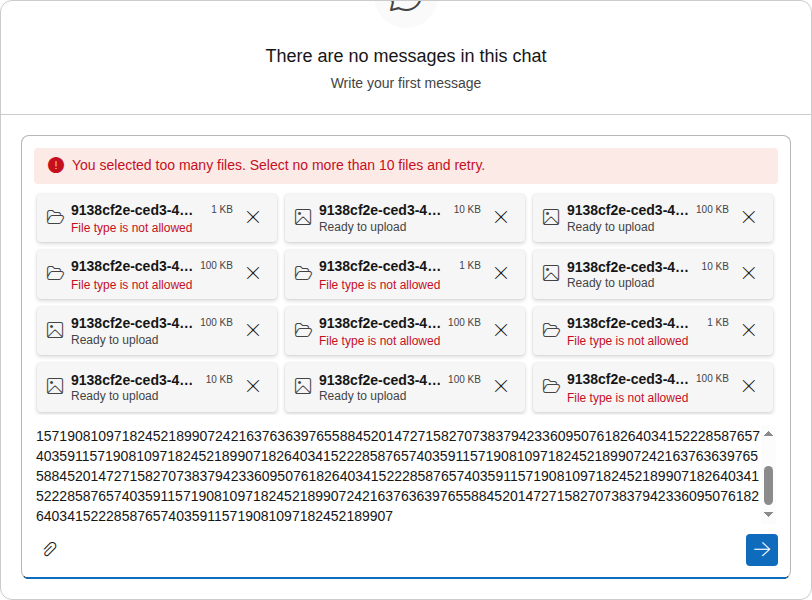 There are no messages in this chat
Write your first message
You selected too many files. Select no more than 10 files and retry.
9138cf2e-ced3-4… 1 KB
File type is not allowed
9138cf2e-ced3-4… 10 KB
Ready to upload
9138cf2e-ced3-4… 100 KB
Ready to upload
9138cf2e-ced3-4… 100 KB
File type is not allowed
9138cf2e-ced3-4… 1 KB
File type is not allowed
9138cf2e-ced3-4… 10 KB
Ready to upload
9138cf2e-ced3-4… 100 KB
Ready to upload
9138cf2e-ced3-4… 100 KB
File type is not allowed
9138cf2e-ced3-4… 1 KB
File type is not allowed
9138cf2e-ced3-4… 10 KB
Ready to upload
9138cf2e-ced3-4… 100 KB
Ready to upload
9138cf2e-ced3-4… 100 KB
File type is not allowed
1571908109718245218990724216376363976558845201472715827073837942336095076182640341522285876574035911571908109718245218990718264034152228587657403591157190810971824521899072421637636397655884520147271582707383794233609507618264034152228587657403591157190810971824521899071826403415222858765740359115719081097182452189907242163763639765588452014727158270738379423360950761826403415222858765740359115719081097182452189907